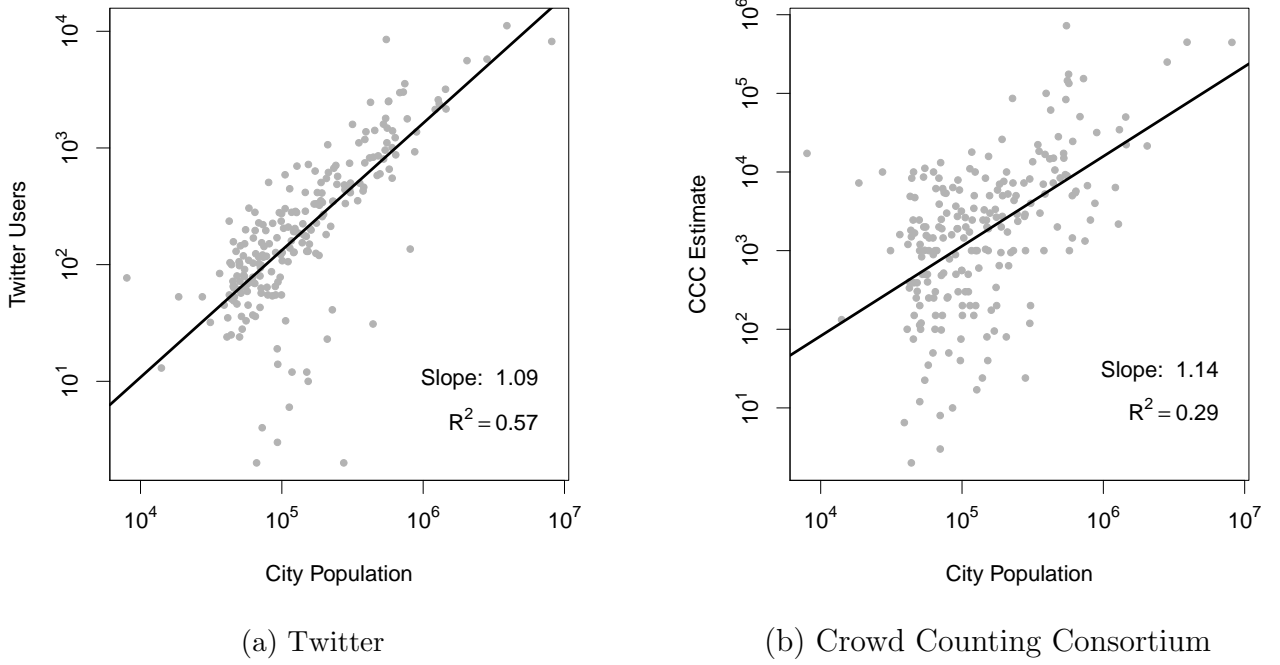 Twitter Users
10^4
10^3
10^2
10^1
Slope: 1.09
R^2 = 0.57
10^4 10^5 10^6 10^7
City Population
(a) Twitter
CCC Estimate
10^6
10^5
10^4
10^3
10^2
10^1
Slope: 1.14
R^2 = 0.29
10^4 10^5 10^6 10^7
City Population
(b) Crowd Counting Consortium